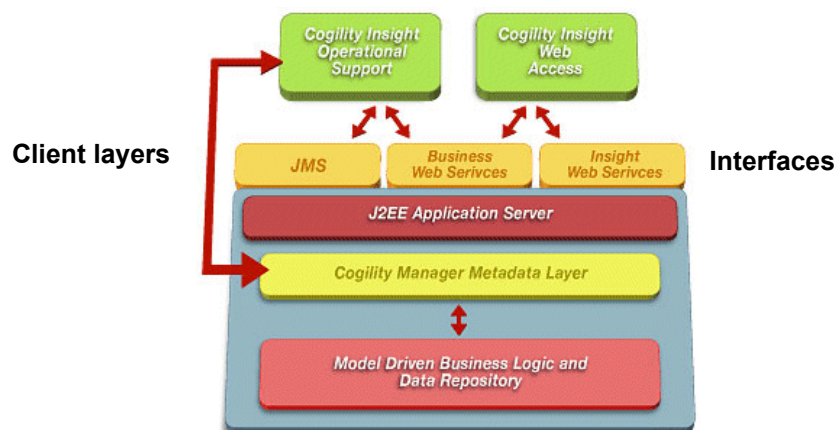 Cogility Insight
Operational
Support
Cogility Insight
Web
Access
Client layers
JMS
Business
Web Serivces
Insight
Web Serivces
Interfaces
J2EE Application Server
Cogility Manager Metadata Layer
Model Driven Business Logic and
Data Repository